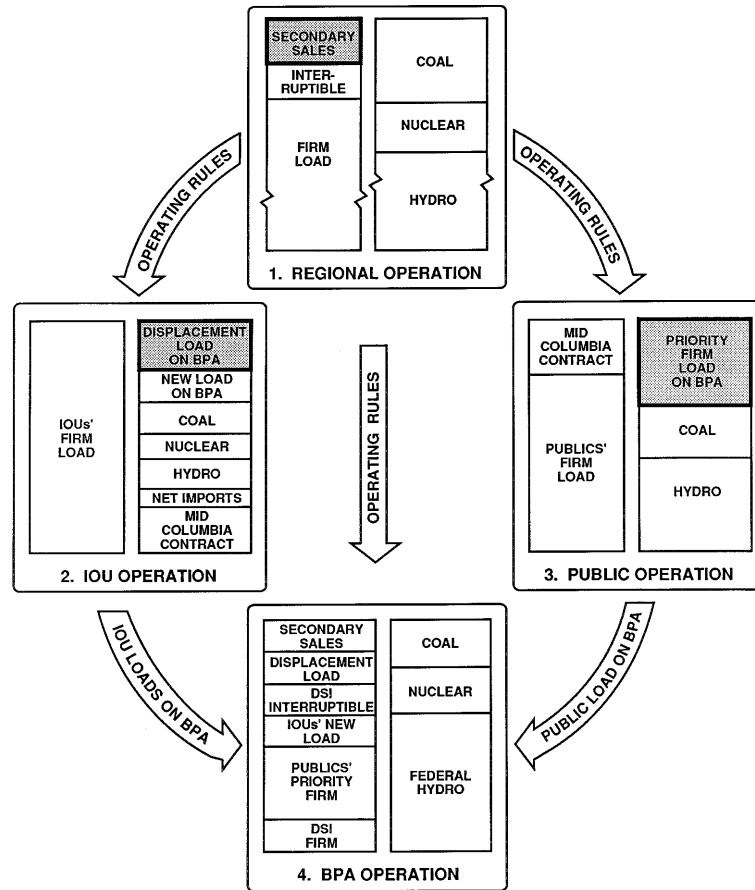 SECONDARY
SALES
INTER-
RUPTIBLE
FIRM
LOAD
COAL
NUCLEAR
HYDRO
1. REGIONAL OPERATION
OPERATING RULES
OPERATING RULES
OPERATING RULES
IOUs'
FIRM
LOAD
DISPLACEMENT
LOAD
ON BPA
NEW LOAD
ON BPA
COAL
NUCLEAR
HYDRO
NET IMPORTS
MID
COLUMBIA
CONTRACT
2. IOU OPERATION
MID
COLUMBIA
CONTRACT
PUBLICS'
FIRM
LOAD
PRIORITY
FIRM
LOAD
ON BPA
COAL
HYDRO
3. PUBLIC OPERATION
IOU LOADS ON BPA
PUBLIC LOAD ON BPA
SECONDARY
SALES
DISPLACEMENT
LOAD
DSI
INTERRUPTIBLE
IOUs' NEW
LOAD
PUBLICS'
PRIORITY
FIRM
DSI
FIRM
COAL
NUCLEAR
FEDERAL
HYDRO
4. BPA OPERATION